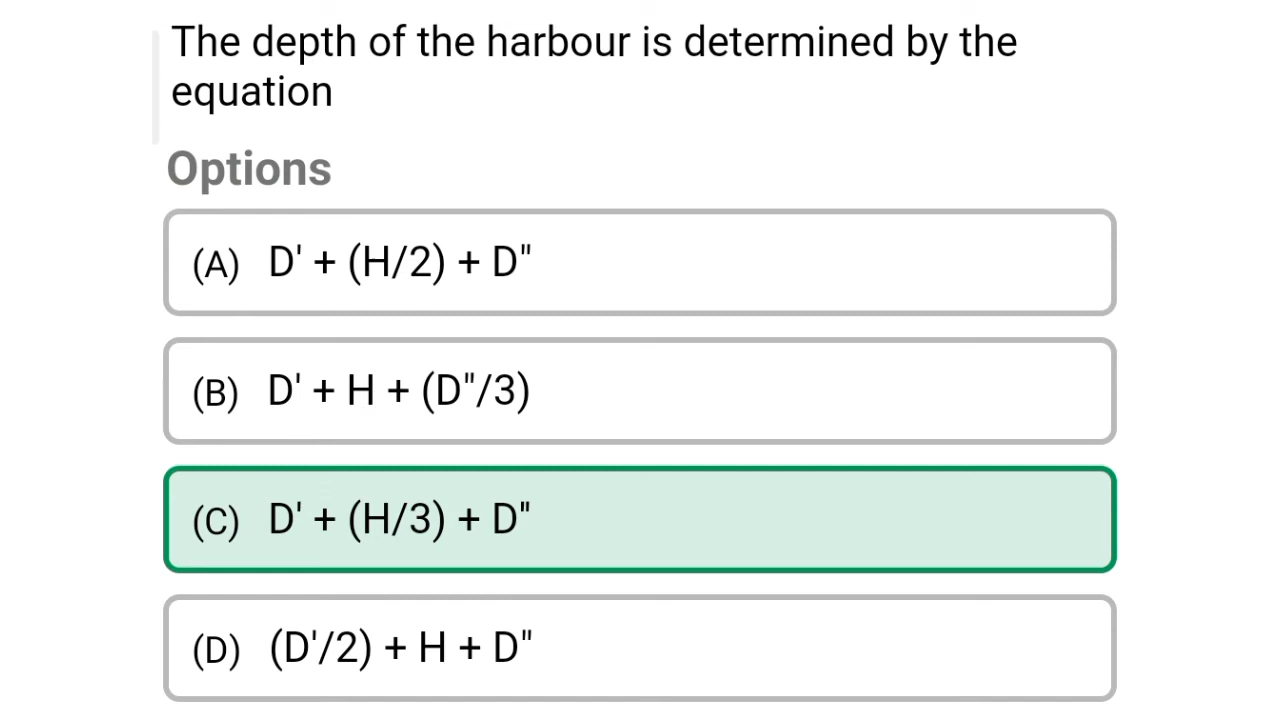 The depth of the harbour is determined by the
equation
Options
(A) D' + (H/2) + D"
(B) D' + H + (D"/3)
(C) D' + (H/3) + D"
(D) (D'/2) + H + D"